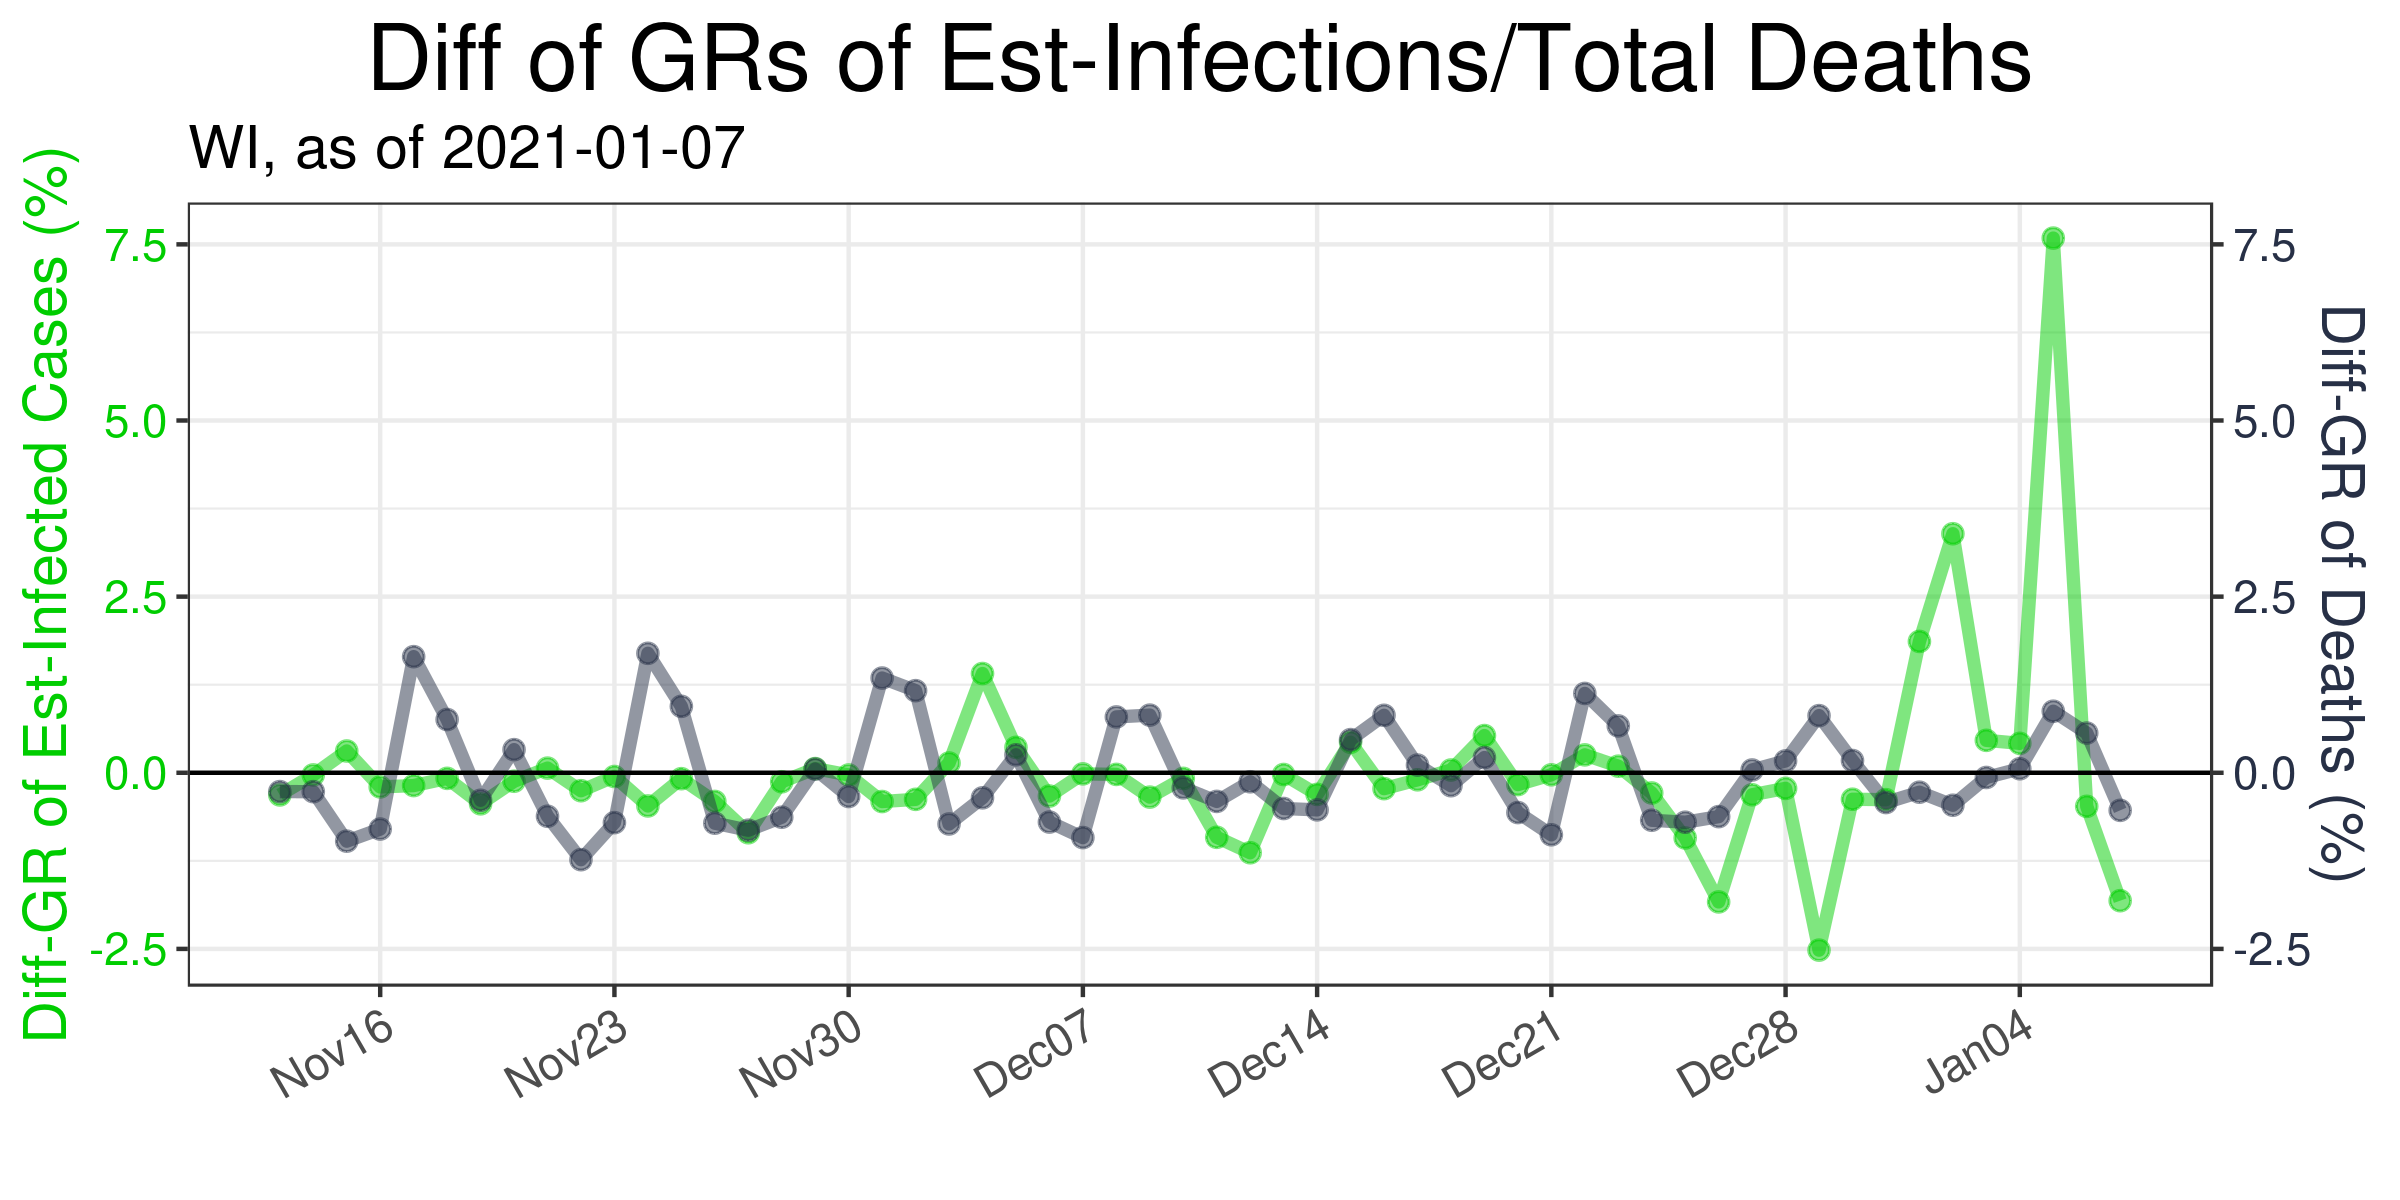 Diff of GRs of Est-Infections/Total Deaths
WI, as of 2021-01-07
Diff-GR of Est-Infected Cases (%)
7.5
5.0
2.5
0.0
-2.5
7.5
5.0
2.5
0.0
-2.5
Diff-GR of Deaths (%)
Nov16
Nov23
Nov30
Dec07
Dec14
Dec21
Dec28
Jan04